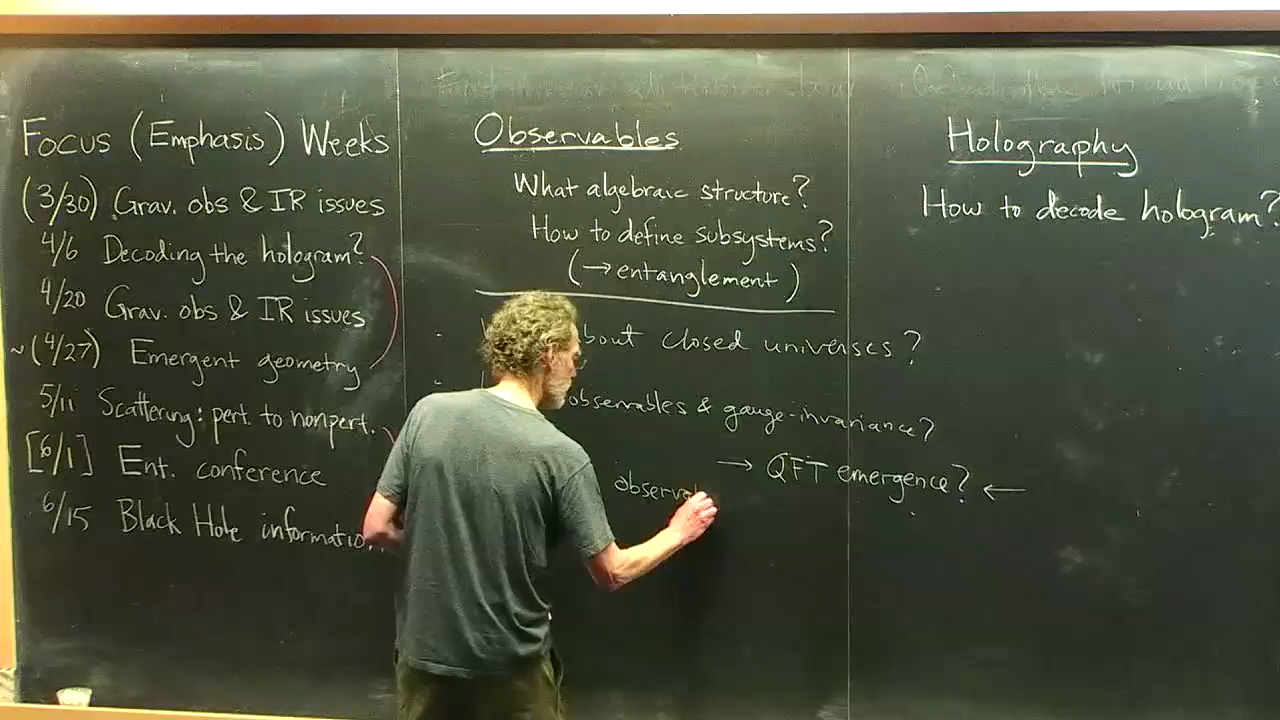 Focus (Emphasis) Weeks
(3/30) Grav. obs & IR issues
4/6 Decoding the hologram?
4/20 Grav. obs & IR issues
~(4/27) Emergent geometry
5/11 Scattering: pert. to nonpert.
[6/1] Ent. conference
6/15 Black Hole information
Observables
What algebraic structure?
How to define subsystems?
(→ entanglement)
bout closed universes?
observables & gauge-invariance?
→ QFT emergence? ←
observa
Holography
How to decode hologram?